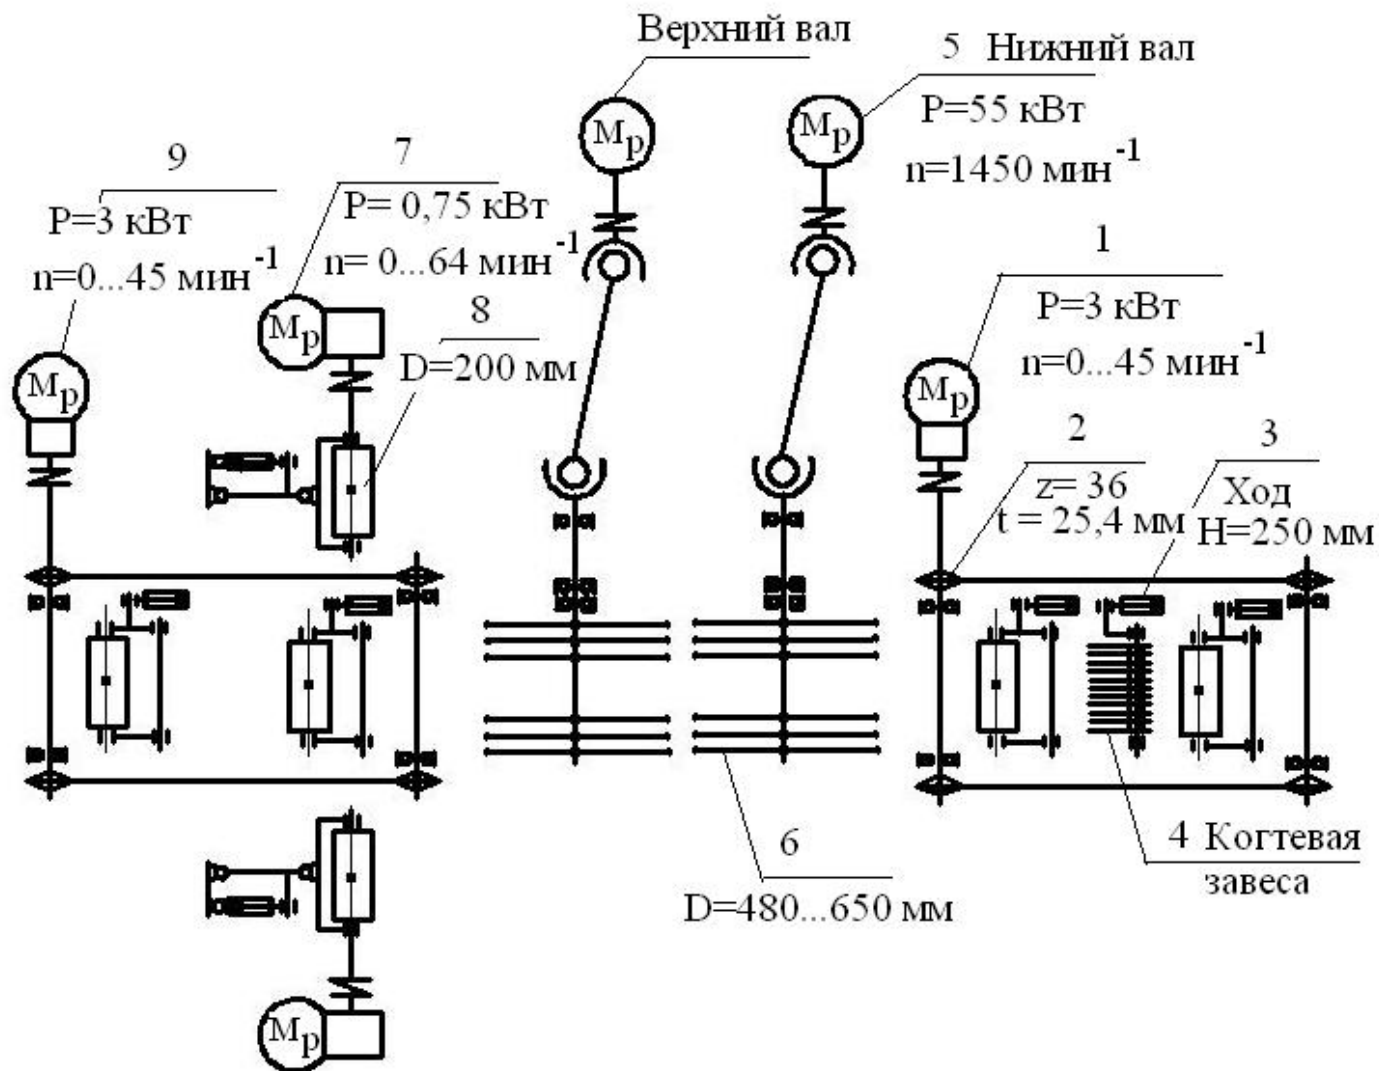 Верхний вал
5 Нижний вал
P=55 кВт
n=1450 мин-1
Mp
Mp
9
P=3 кВт
n=0...45 мин-1
7
P= 0,75 кВт
n= 0...64 мин-1
8
D=200 мм
Mp
Mp
1
P=3 кВт
n=0...45 мин-1
Mp
2
z= 36
t = 25,4 мм
3
Ход
H=250 мм
4 Когтевая
завеса
6
D=480...650 мм
Mp